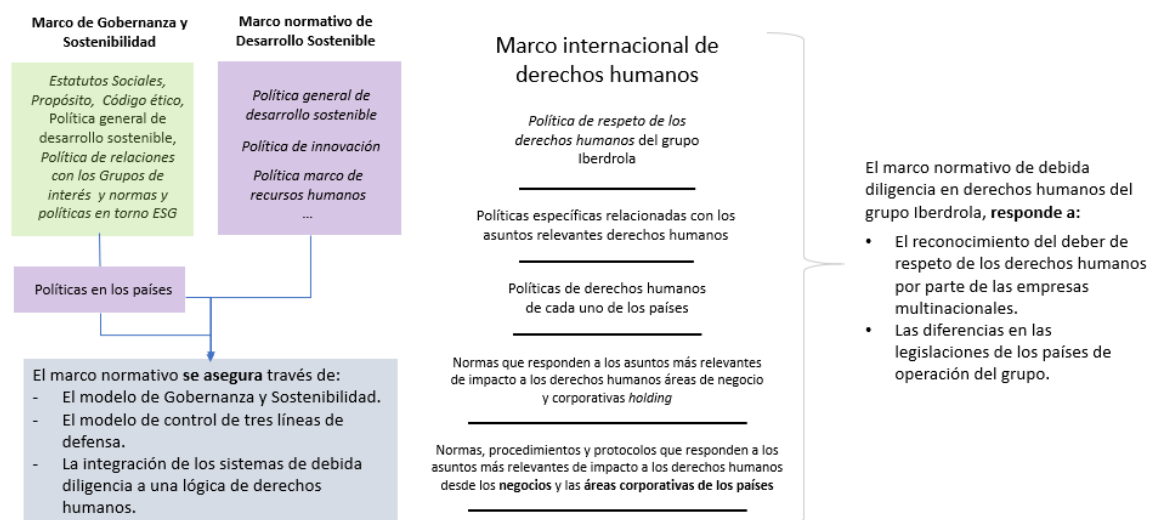 Marco de Gobernanza y
Sostenibilidad
Estatutos Sociales,
Propósito, Código ético,
Política general de
desarrollo sostenible,
Política de relaciones
con los Grupos de
interés y normas y
políticas en torno ESG
Marco normativo de
Desarrollo Sostenible
Política general de
desarrollo sostenible
Política de innovación
Política marco de
recursos humanos
...
Políticas en los países
El marco normativo se asegura través de:
- El modelo de Gobernanza y Sostenibilidad.
- El modelo de control de tres líneas de
defensa.
- La integración de los sistemas de debida
diligencia a una lógica de derechos
humanos.
Marco internacional de
derechos humanos
Política de respeto de los
derechos humanos del grupo
Iberdrola
Políticas específicas relacionadas con los
asuntos relevantes derechos humanos
Políticas de derechos humanos
de cada uno de los países
Normas que responden a los asuntos más relevantes
de impacto a los derechos humanos áreas de negocio
y corporativas holding
Normas, procedimientos y protocolos que responden a los
asuntos más relevantes de impacto a los derechos humanos
desde los negocios y las áreas corporativas de los países
El marco normativo de debida
diligencia en derechos humanos del
grupo Iberdrola, responde a:
• El reconocimiento del deber de
respeto de los derechos humanos
por parte de las empresas
multinacionales.
• Las diferencias en las
legislaciones de los países de
operación del grupo.